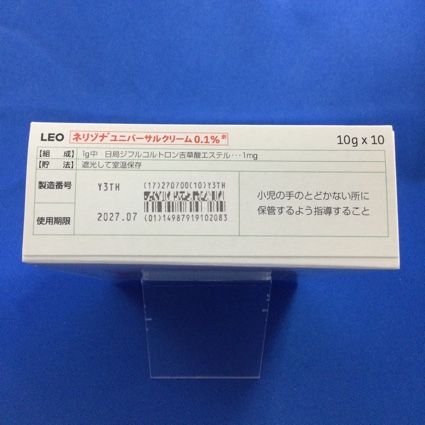 LEO ネリゾナ®ユニバーサルクリーム0.1%※ 10g x 10
【組 成】 1g中 日局ジフルコルトロン吉草酸エステル･･･1mg
【貯 法】 遮光して室温保存
製造番号 Y3TH (17)270700(10)Y3TH
使用期限 2027.07 (01)14987919102083
小児の手のとどかない所に
保管するよう指導すること